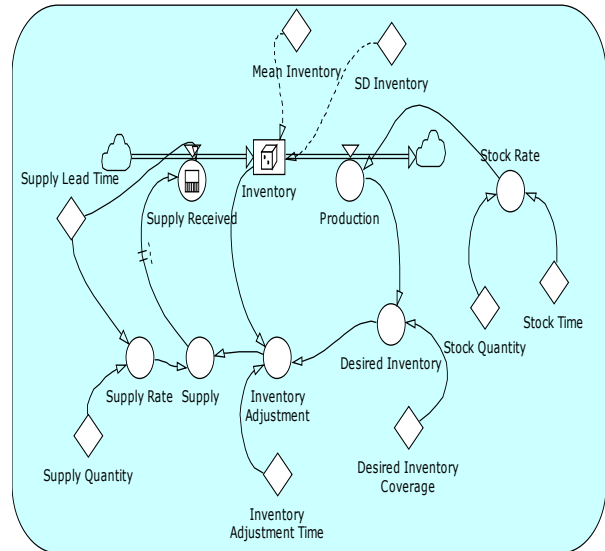 Mean Inventory
SD Inventory
Stock Rate
Supply Lead Time
Inventory
Supply Received
Production
Stock Time
Stock Quantity
Desired Inventory
Supply Rate
Supply
Inventory
Adjustment
Supply Quantity
Desired Inventory
Coverage
Inventory
Adjustment Time